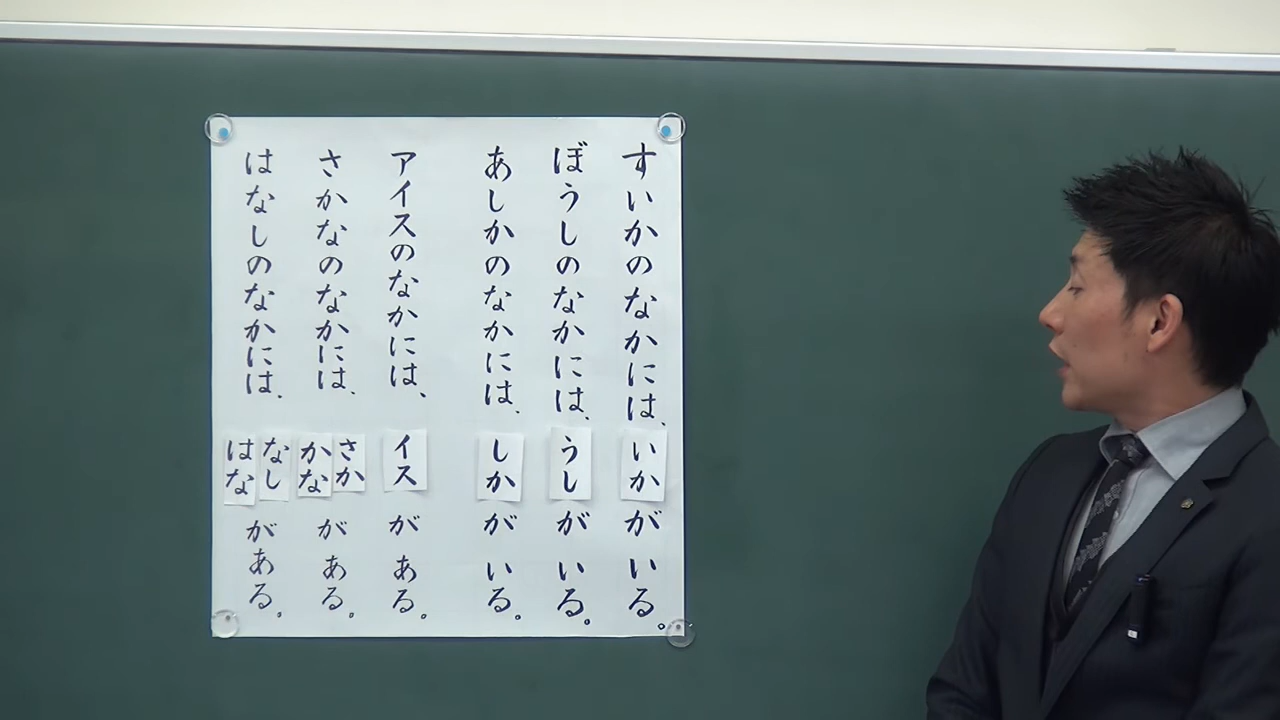 すいかのなかには、いかがいる。
ぼうしのなかには、うしがいる。
あしかのなかには、しかがいる。
アイスのなかには、イスがある。
さかなのなかには、さかかながある。
はなしのなかには、なしはながある。